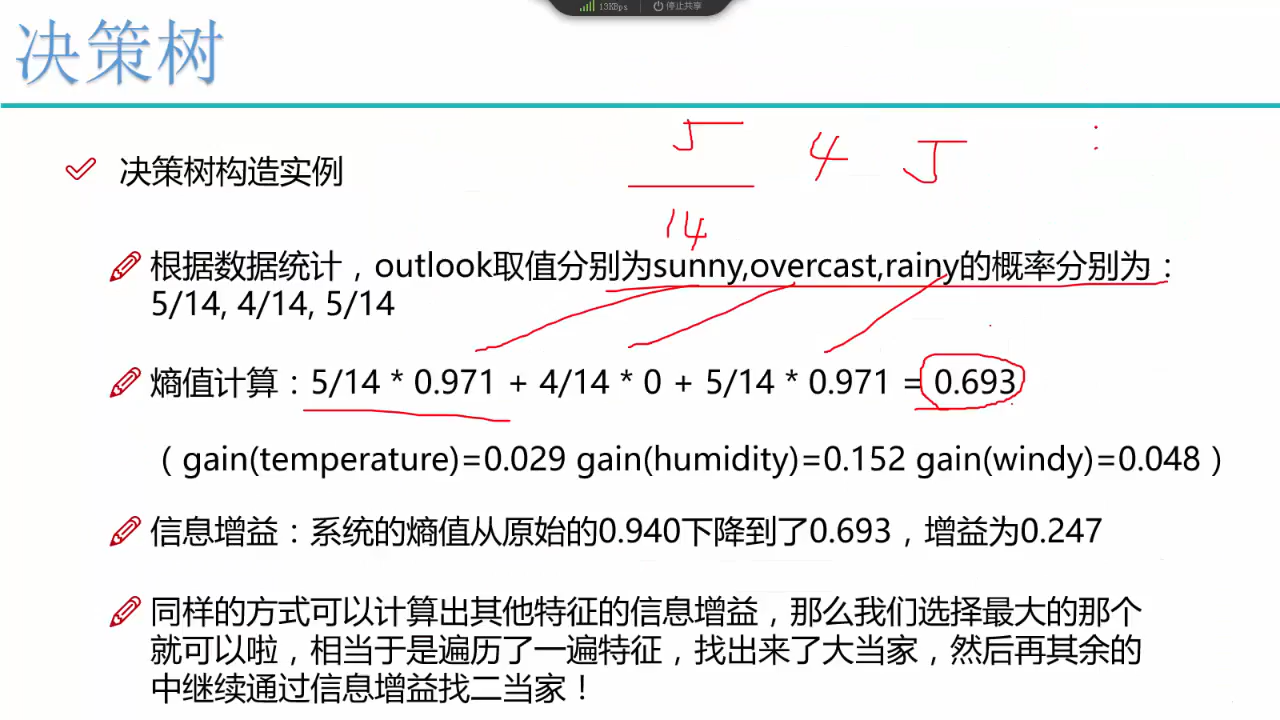 13KBps 停止共享
决策树
决策树构造实例
5 4 5
14
根据数据统计，outlook取值分别为sunny,overcast,rainy的概率分别为：
5/14, 4/14, 5/14
熵值计算：5/14 * 0.971 + 4/14 * 0 + 5/14 * 0.971 = 0.693
（gain(temperature)=0.029 gain(humidity)=0.152 gain(windy)=0.048）
信息增益：系统的熵值从原始的0.940下降到了0.693，增益为0.247
同样的方式可以计算出其他特征的信息增益，那么我们选择最大的那个
就可以啦，相当于是遍历了一遍特征，找出来了大当家，然后再其余的
中继续通过信息增益找二当家！